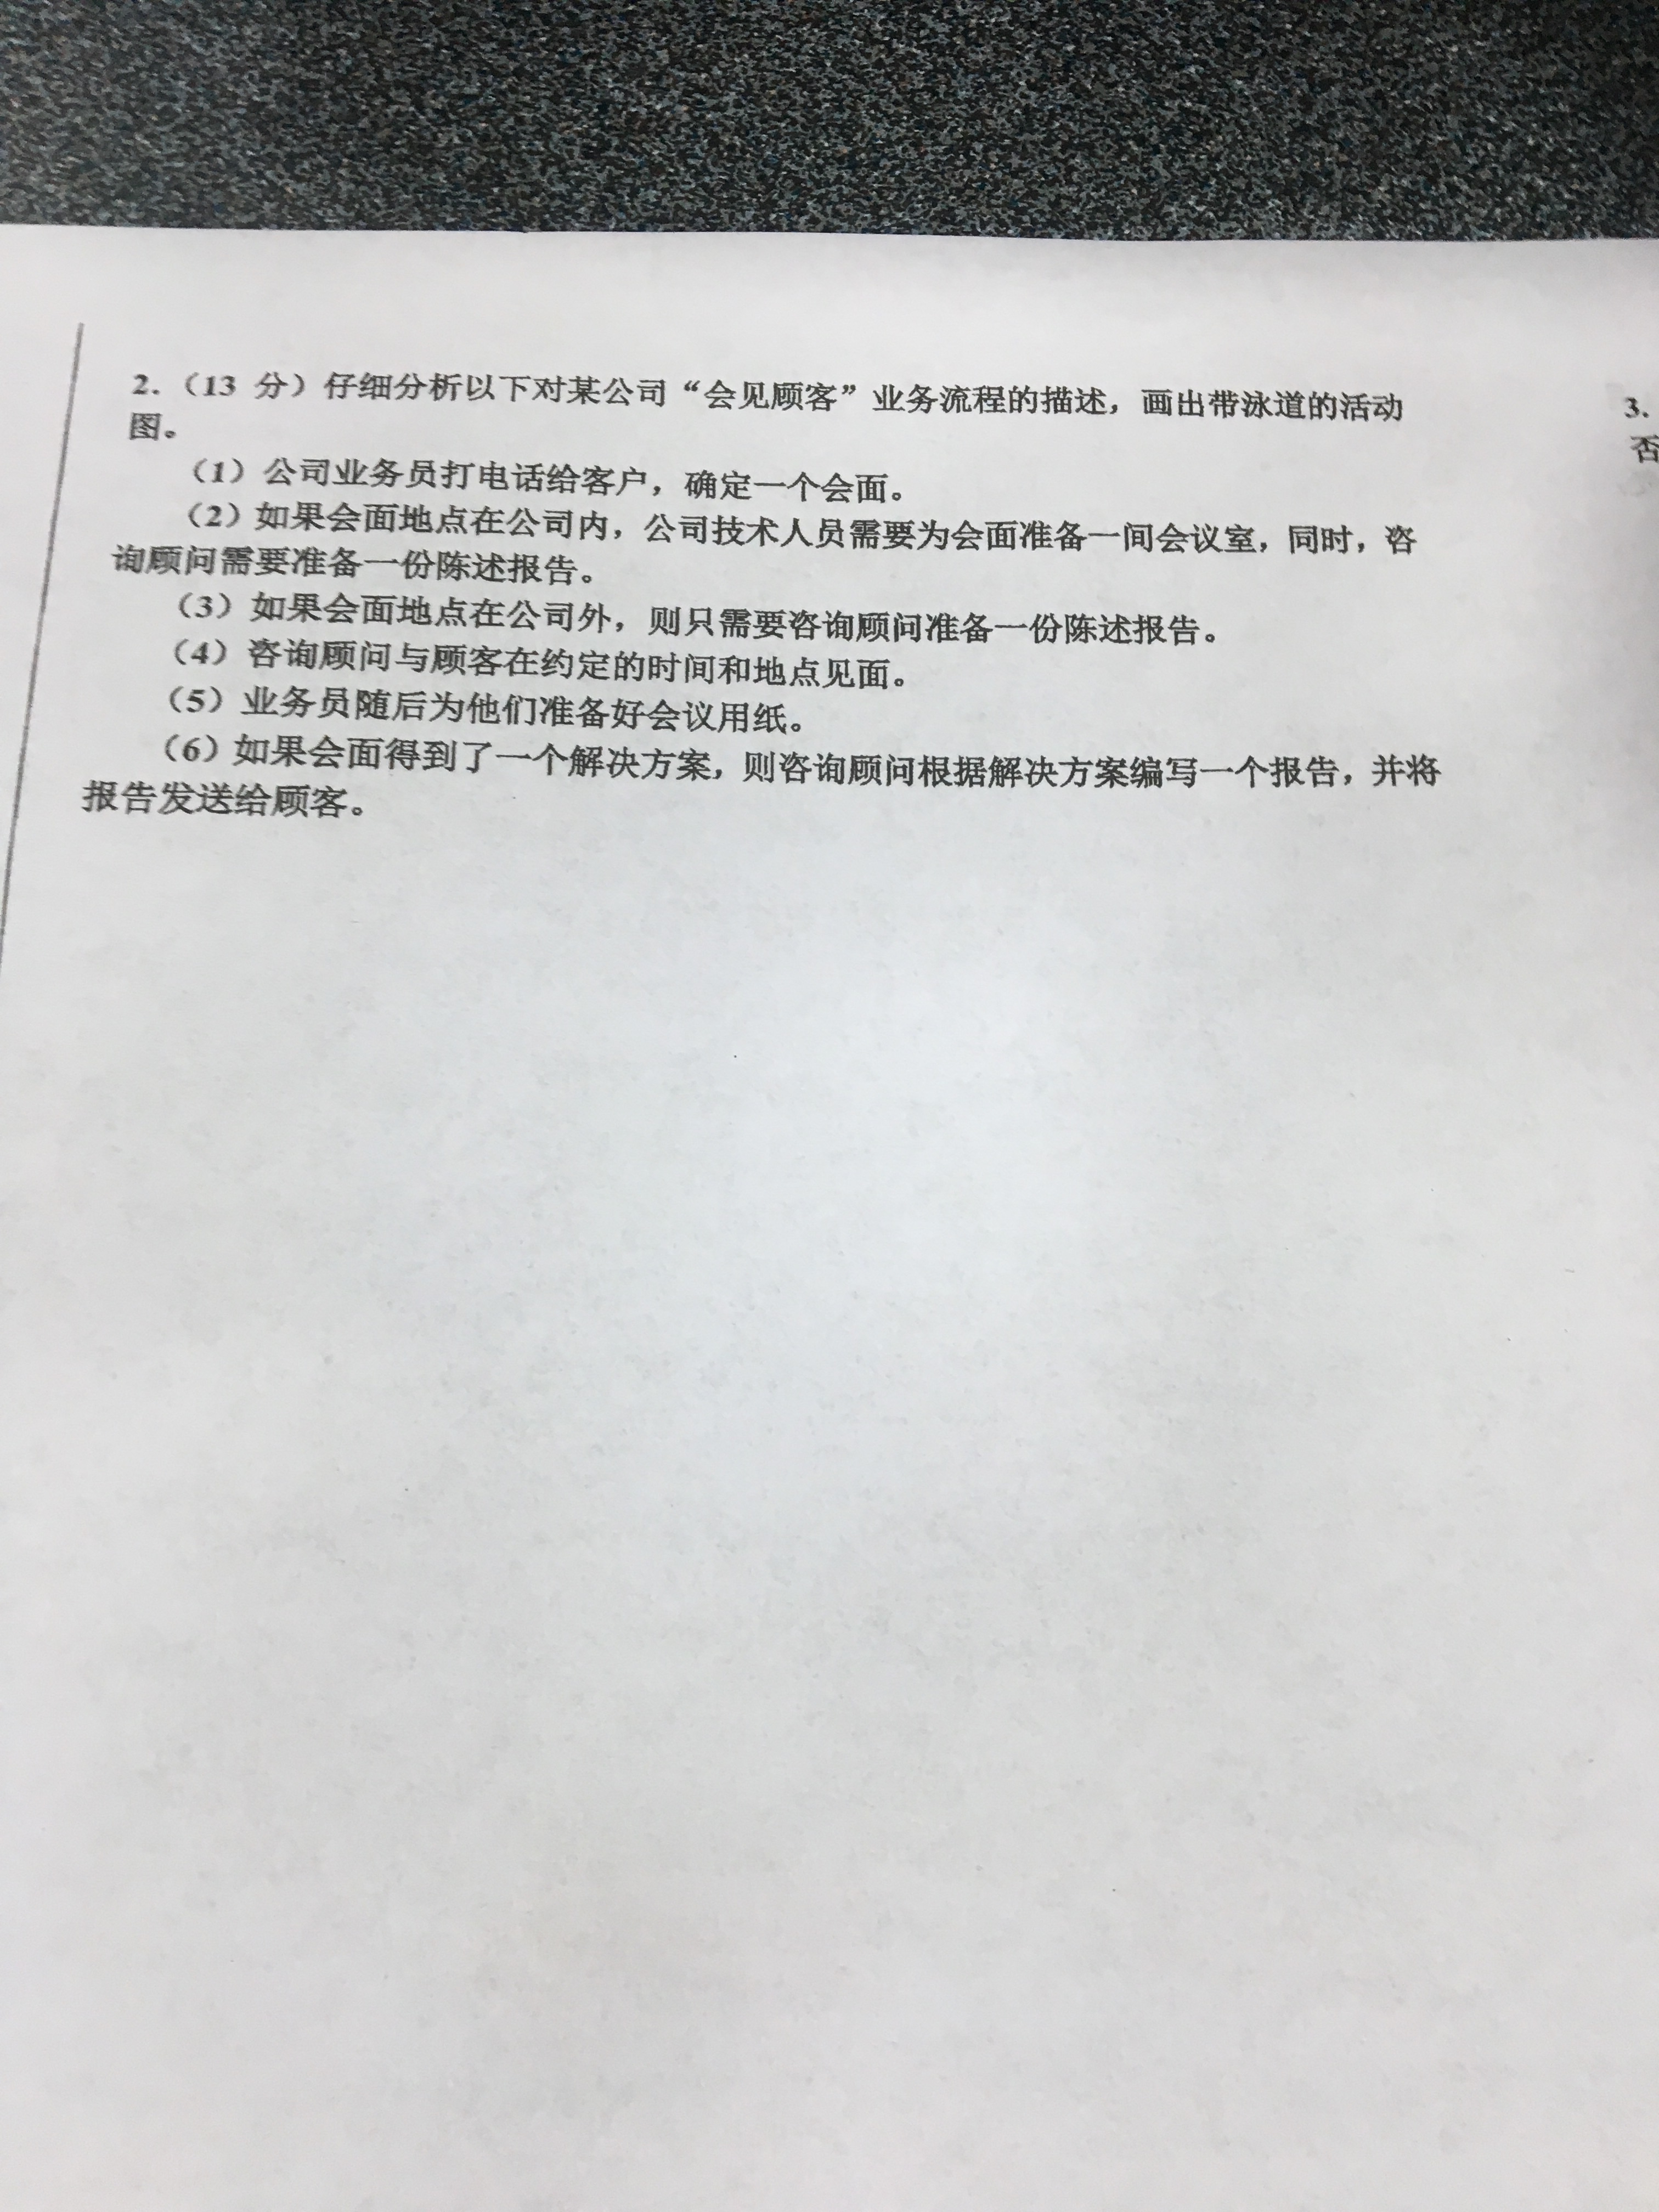 2.（13 分）仔细分析以下对某公司“会见顾客”业务流程的描述，画出带泳道的活动
图。
（1）公司业务员打电话给客户，确定一个会面。
（2）如果会面地点在公司内，公司技术人员需要为会面准备一间会议室，同时，咨
询顾问需要准备一份陈述报告。
（3）如果会面地点在公司外，则只需要咨询顾问准备一份陈述报告。
（4）咨询顾问与顾客在约定的时间和地点见面。
（5）业务员随后为他们准备好会议用纸。
（6）如果会面得到了一个解决方案，则咨询顾问根据解决方案编写一个报告，并将
报告发送给顾客。
3.
否